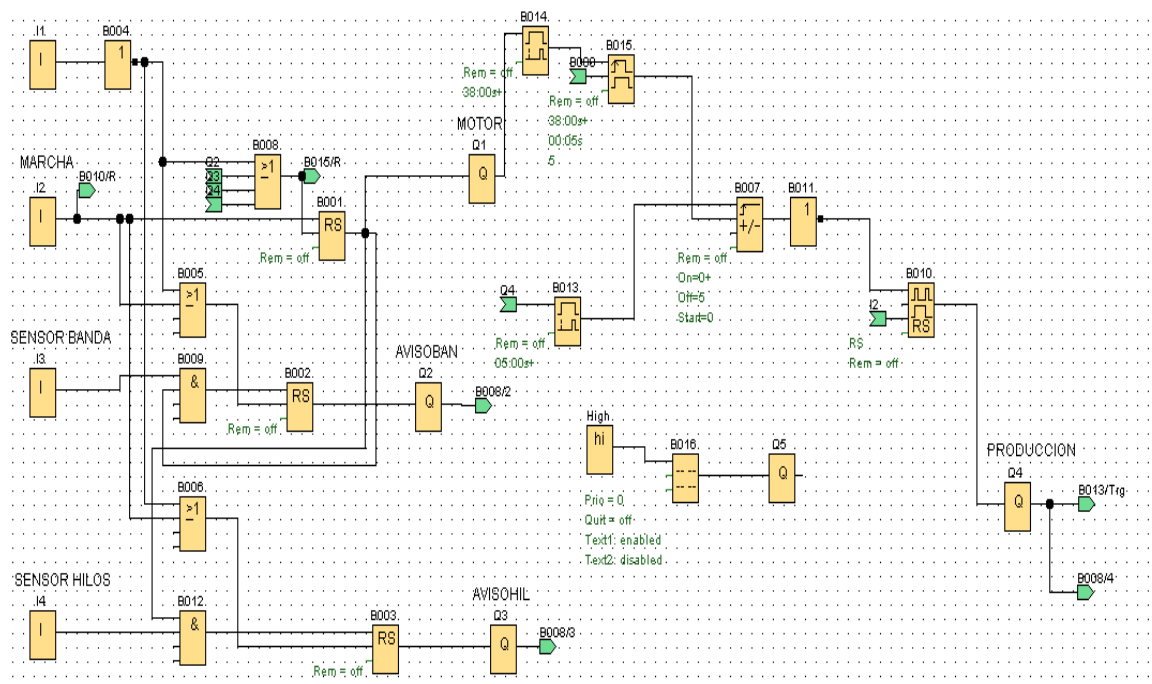 I1
B004
I
1
B014
B015
Rem = off
38:00s+
B000
Rem = off
38:00s+
00:05s
5
MOTOR
Q1
Q
MARCHA
B010/R
I2
I
B008
>1
Q2
Q3
Q4
B015/R
B001
RS
Rem = off
B007
+/-
B011
1
Rem = off
On=0+
Off=5
Start=0
B005
>1
Q4
B013
Rem = off
05:00s+
B010
RS
I2
RS
Rem = off
SENSOR BANDA
I3
I
B009
&
B002
RS
Rem = off
AVISOBAN
Q2
Q
B008/2
High
hi
B016
Q5
Q
Prio = 0
Quit = off
Text1: enabled
Text2: disabled
PRODUCCION
Q4
Q
B013/Trg
B008/4
B006
>1
SENSOR HILOS
I4
I
B012
&
B003
RS
Rem = off
AVISOHIL
Q3
Q
B008/3